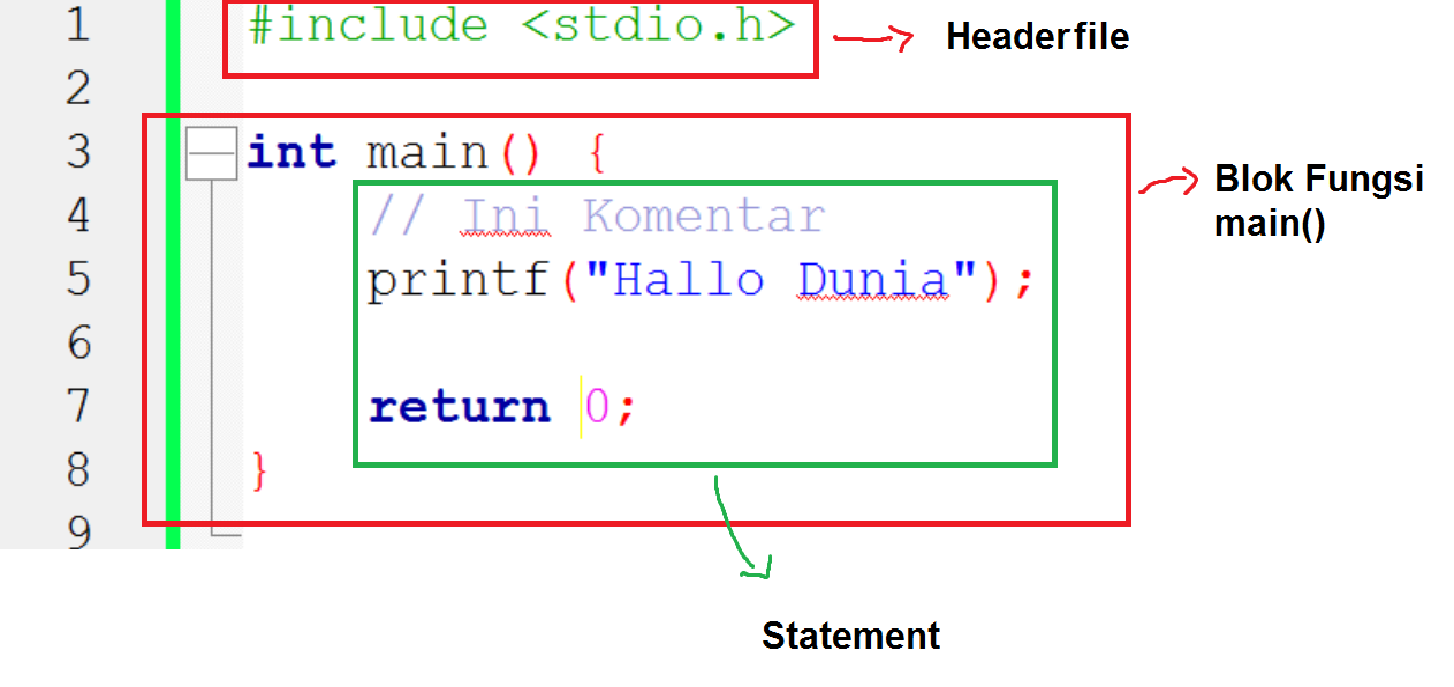 1 #include <stdio.h> Headerfile
2
3 int main() {
4 // Ini Komentar
Blok Fungsi
main()
5 printf("Hallo Dunia");
6
7 return 0;
8 }
9
Statement